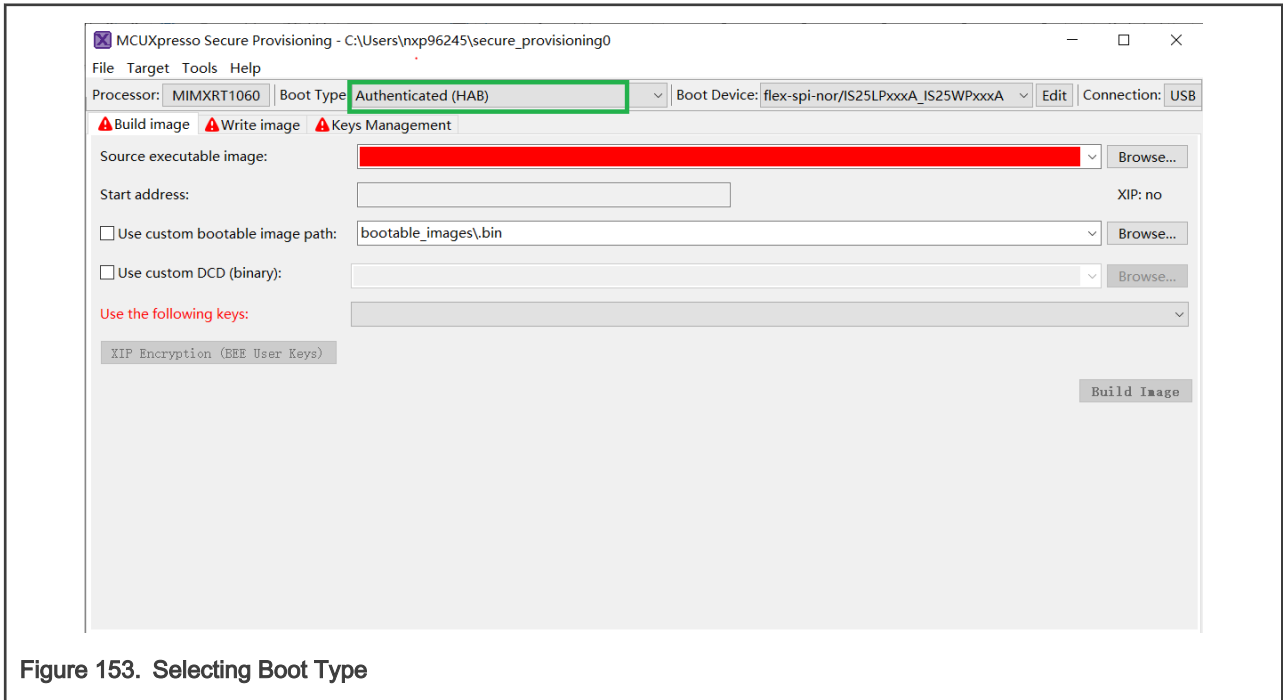 MCUXpresso Secure Provisioning - C:\Users\nxp96245\secure_provisioning0
File Target Tools Help
Processor: MIMXRT1060 Boot Type Authenticated (HAB) Boot Device: flex-spi-nor/IS25LPxxxA_IS25WPxxxA Edit Connection: USB
Build image Write image Keys Management
Source executable image: Browse...
Start address: XIP: no
Use custom bootable image path: bootable_images\.bin Browse...
Use custom DCD (binary): Browse...
Use the following keys:
XIP Encryption (BEE User Keys)
Build Image
Figure 153. Selecting Boot Type